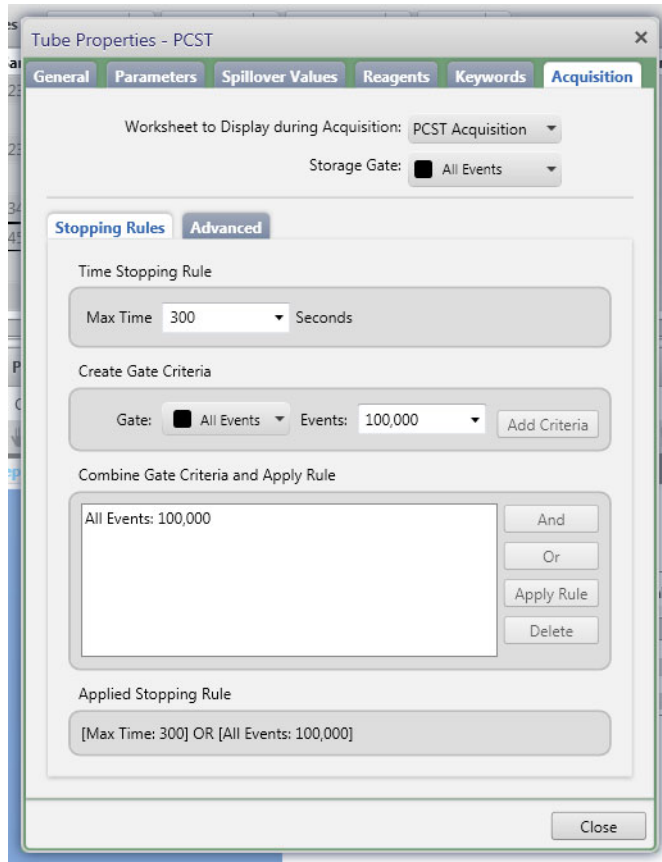 Tube Properties - PCST
General Parameters Spillover Values Reagents Keywords Acquisition
Worksheet to Display during Acquisition: PCST Acquisition
Storage Gate: All Events
Stopping Rules Advanced
Time Stopping Rule
Max Time 300 Seconds
Create Gate Criteria
Gate: All Events Events: 100,000 Add Criteria
Combine Gate Criteria and Apply Rule
All Events: 100,000
And
Or
Apply Rule
Delete
Applied Stopping Rule
[Max Time: 300] OR [All Events: 100,000]
Close